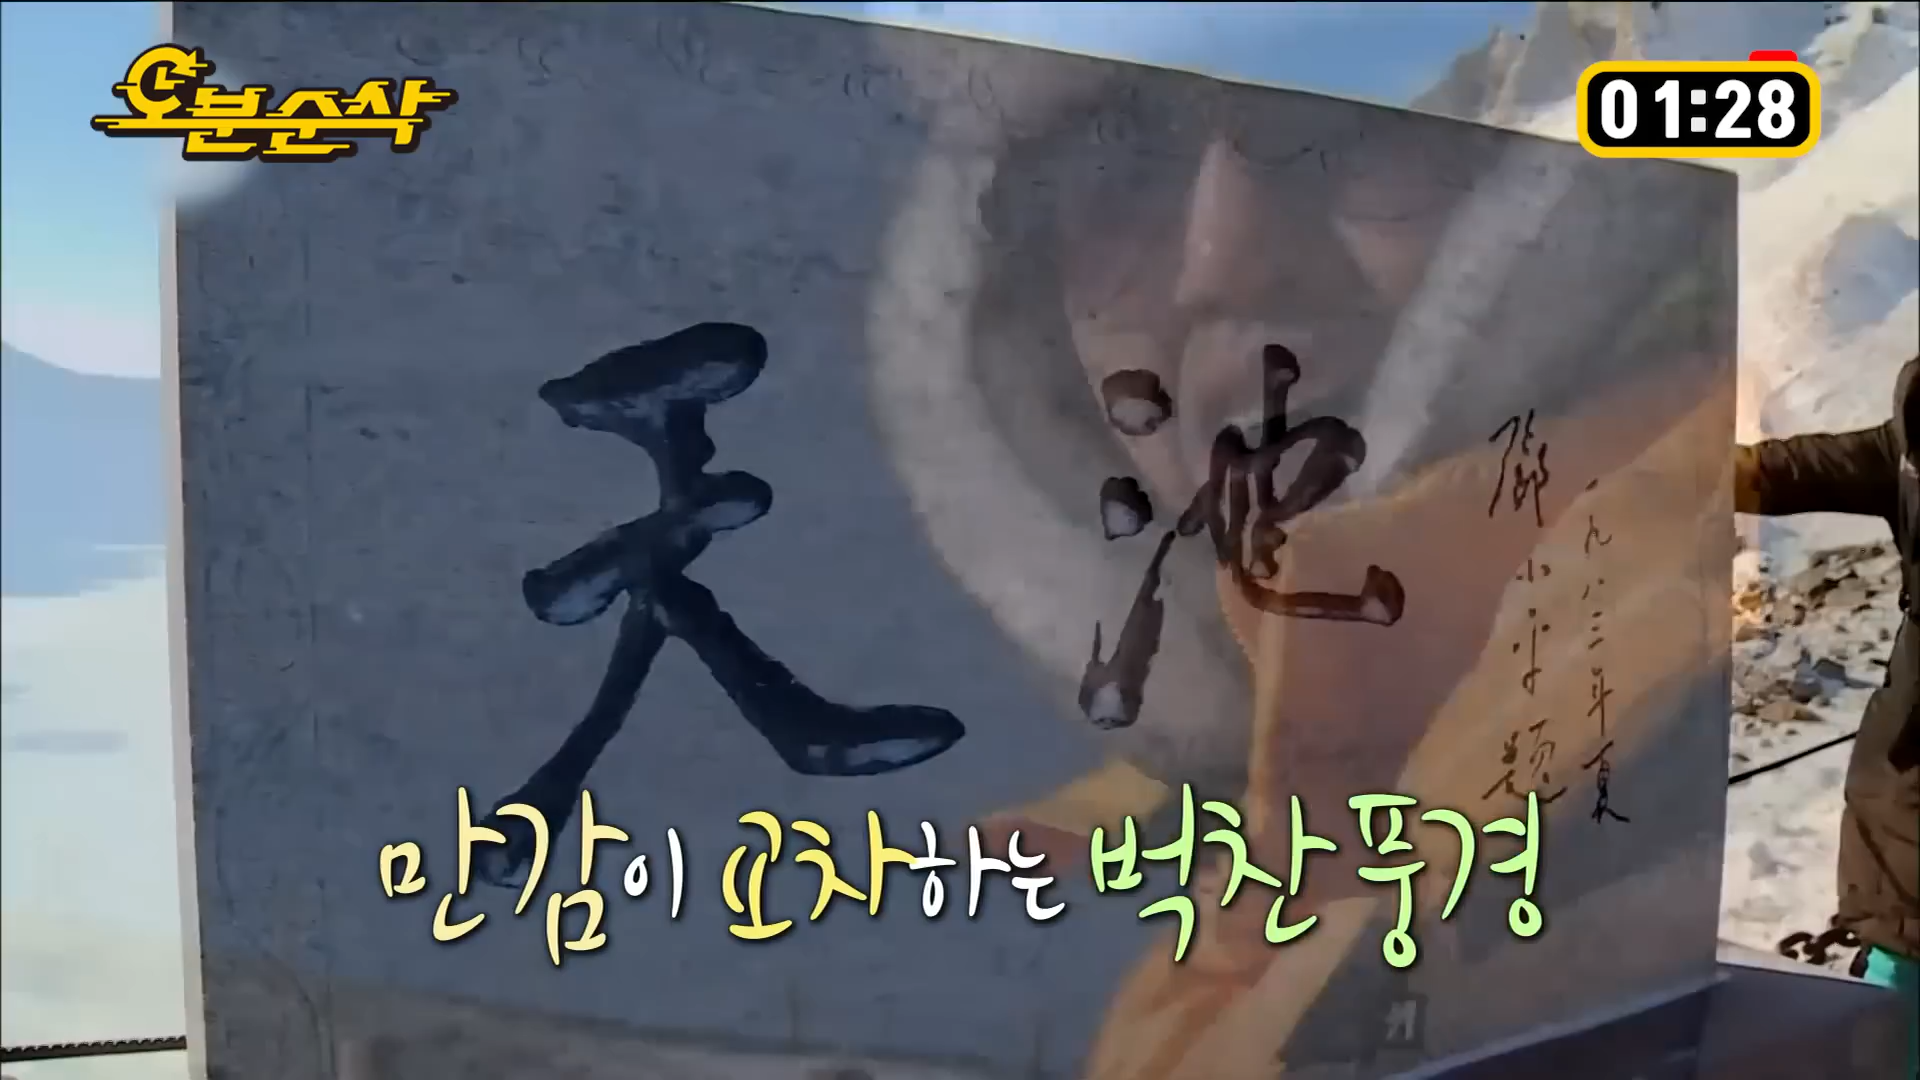 오분순삭
01:28
天池
一九八三年夏
鄧小平題
만감이 교차하는 벅찬 풍경